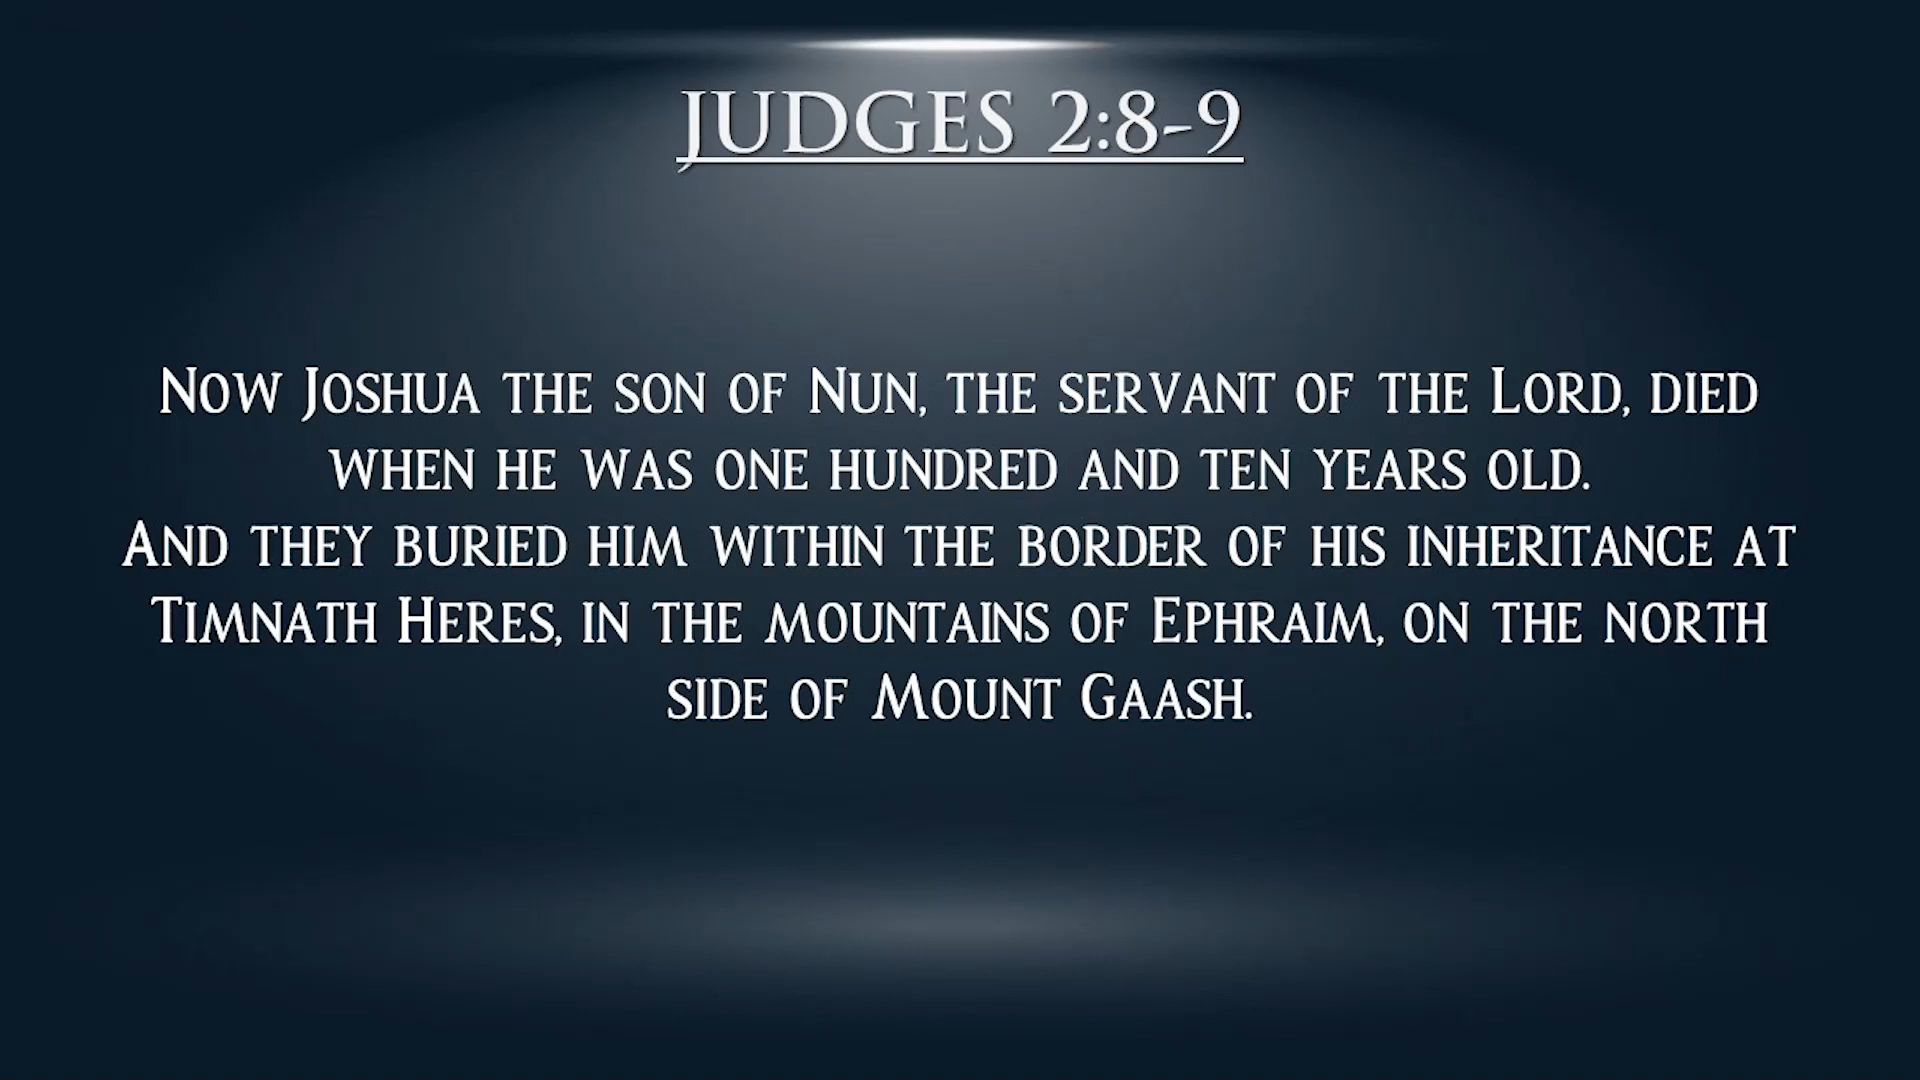 JUDGES 2:8-9
Now Joshua the son of Nun, the servant of the Lord, died
when he was one hundred and ten years old.
And they buried him within the border of his inheritance at
Timnath Heres, in the mountains of Ephraim, on the north
side of Mount Gaash.